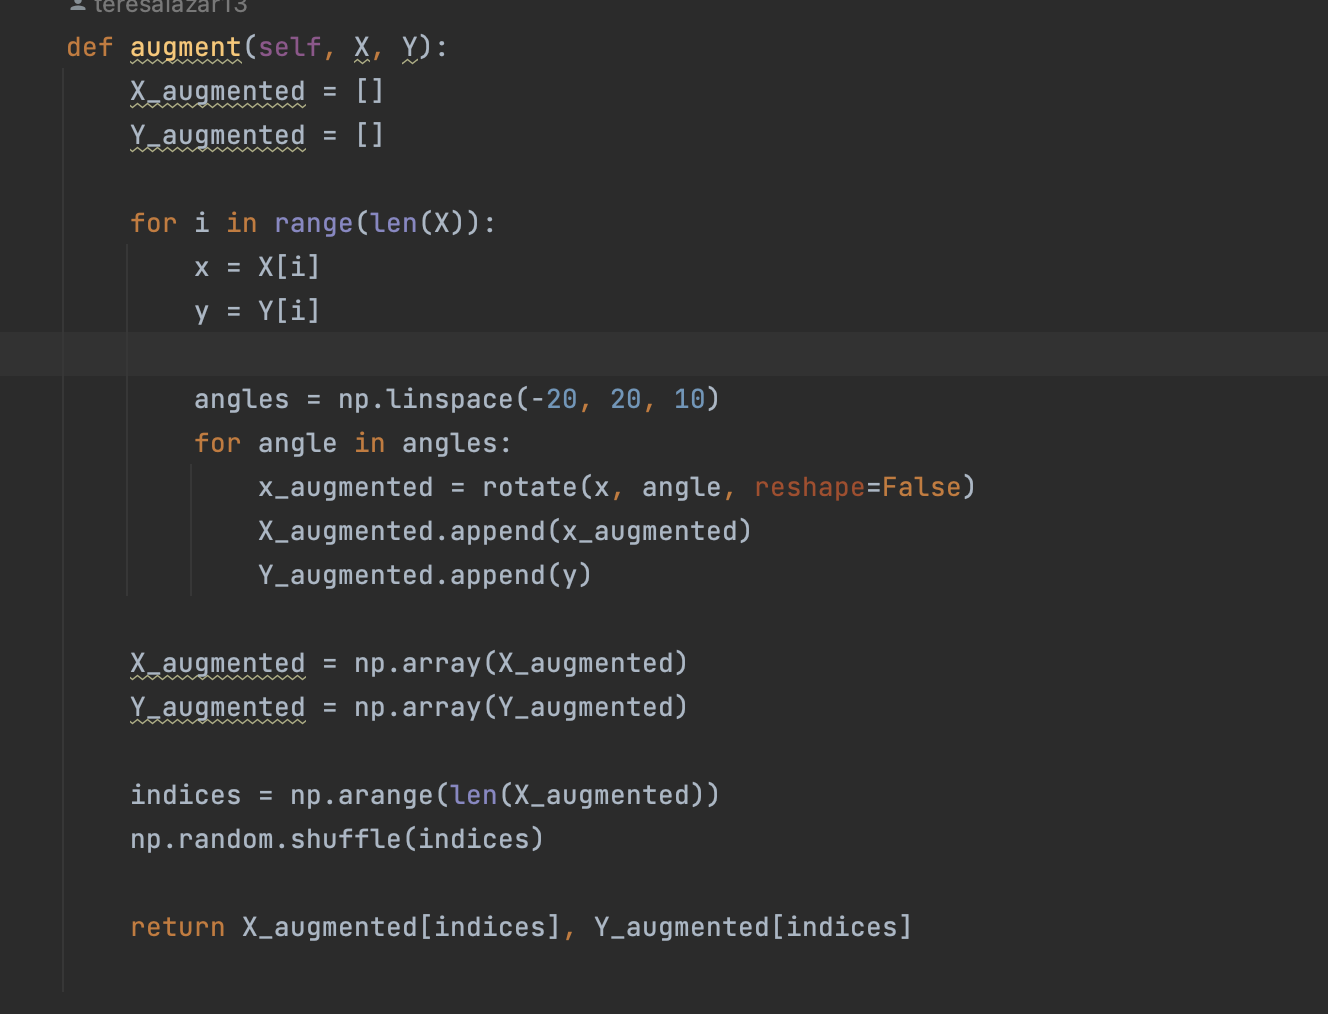 teresalazar13
def augment(self, X, Y):
    X_augmented = []
    Y_augmented = []
    for i in range(len(X)):
        x = X[i]
        y = Y[i]
        angles = np.linspace(-20, 20, 10)
        for angle in angles:
            x_augmented = rotate(x, angle, reshape=False)
            X_augmented.append(x_augmented)
            Y_augmented.append(y)
    X_augmented = np.array(X_augmented)
    Y_augmented = np.array(Y_augmented)
    indices = np.arange(len(X_augmented))
    np.random.shuffle(indices)
    return X_augmented[indices], Y_augmented[indices]